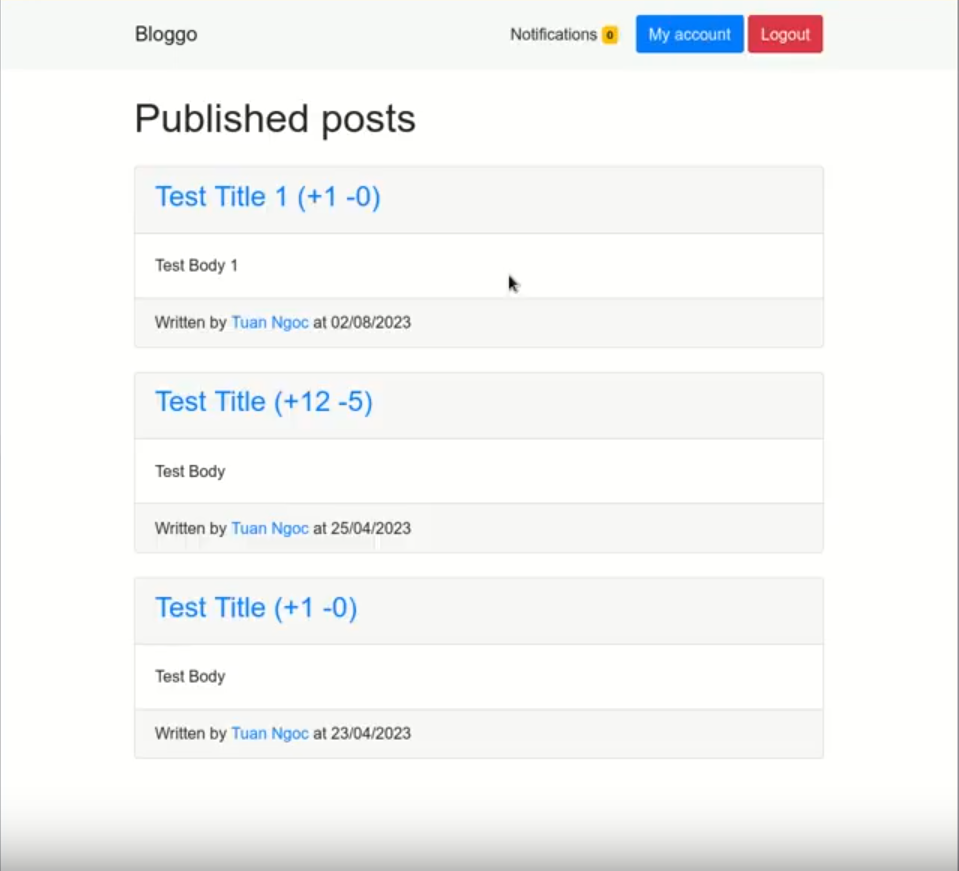 Bloggo
Notifications 0
My account
Logout
Published posts
Test Title 1 (+1 -0)
Test Body 1
Written by Tuan Ngoc at 02/08/2023
Test Title (+12 -5)
Test Body
Written by Tuan Ngoc at 25/04/2023
Test Title (+1 -0)
Test Body
Written by Tuan Ngoc at 23/04/2023